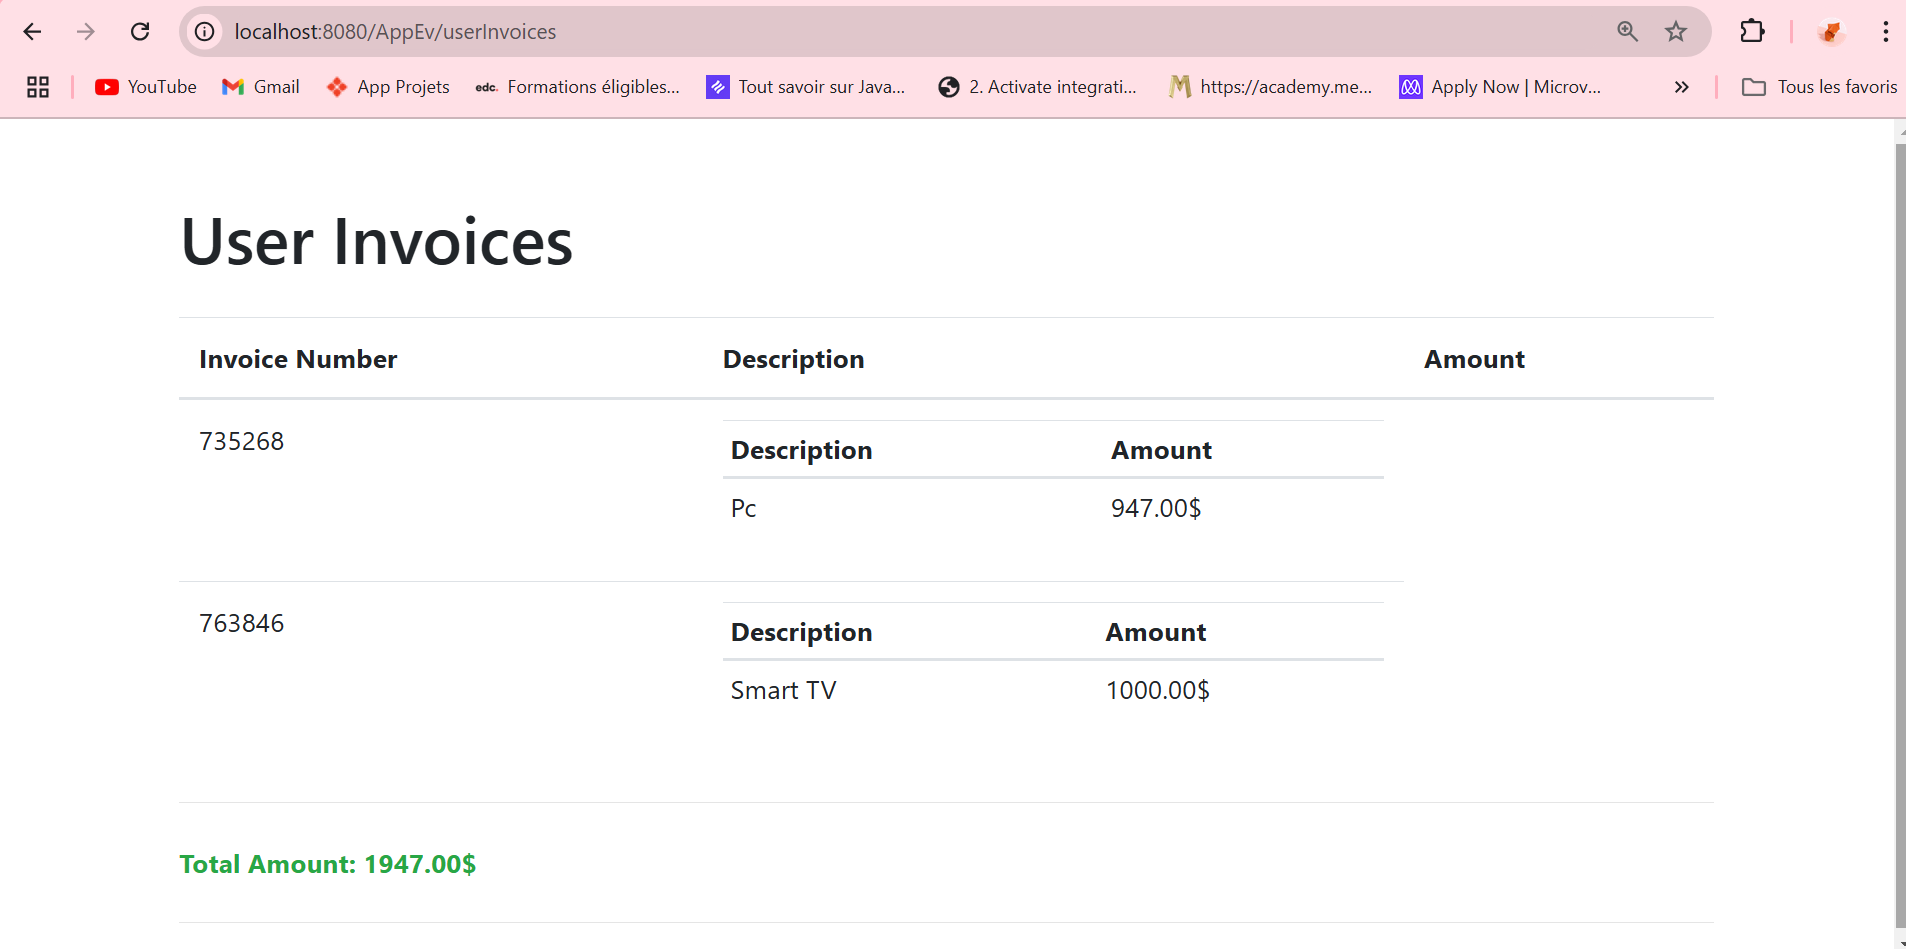 localhost:8080/AppEv/userInvoices
YouTube Gmail App Projets edc. Formations éligibles... Tout savoir sur Java... 2. Activate integrati... https://academy.me... Apply Now | Microv... » Tous les favoris
User Invoices
Invoice Number Description Amount
735268
Description Amount
Pc 947.00$
763846
Description Amount
Smart TV 1000.00$
Total Amount: 1947.00$